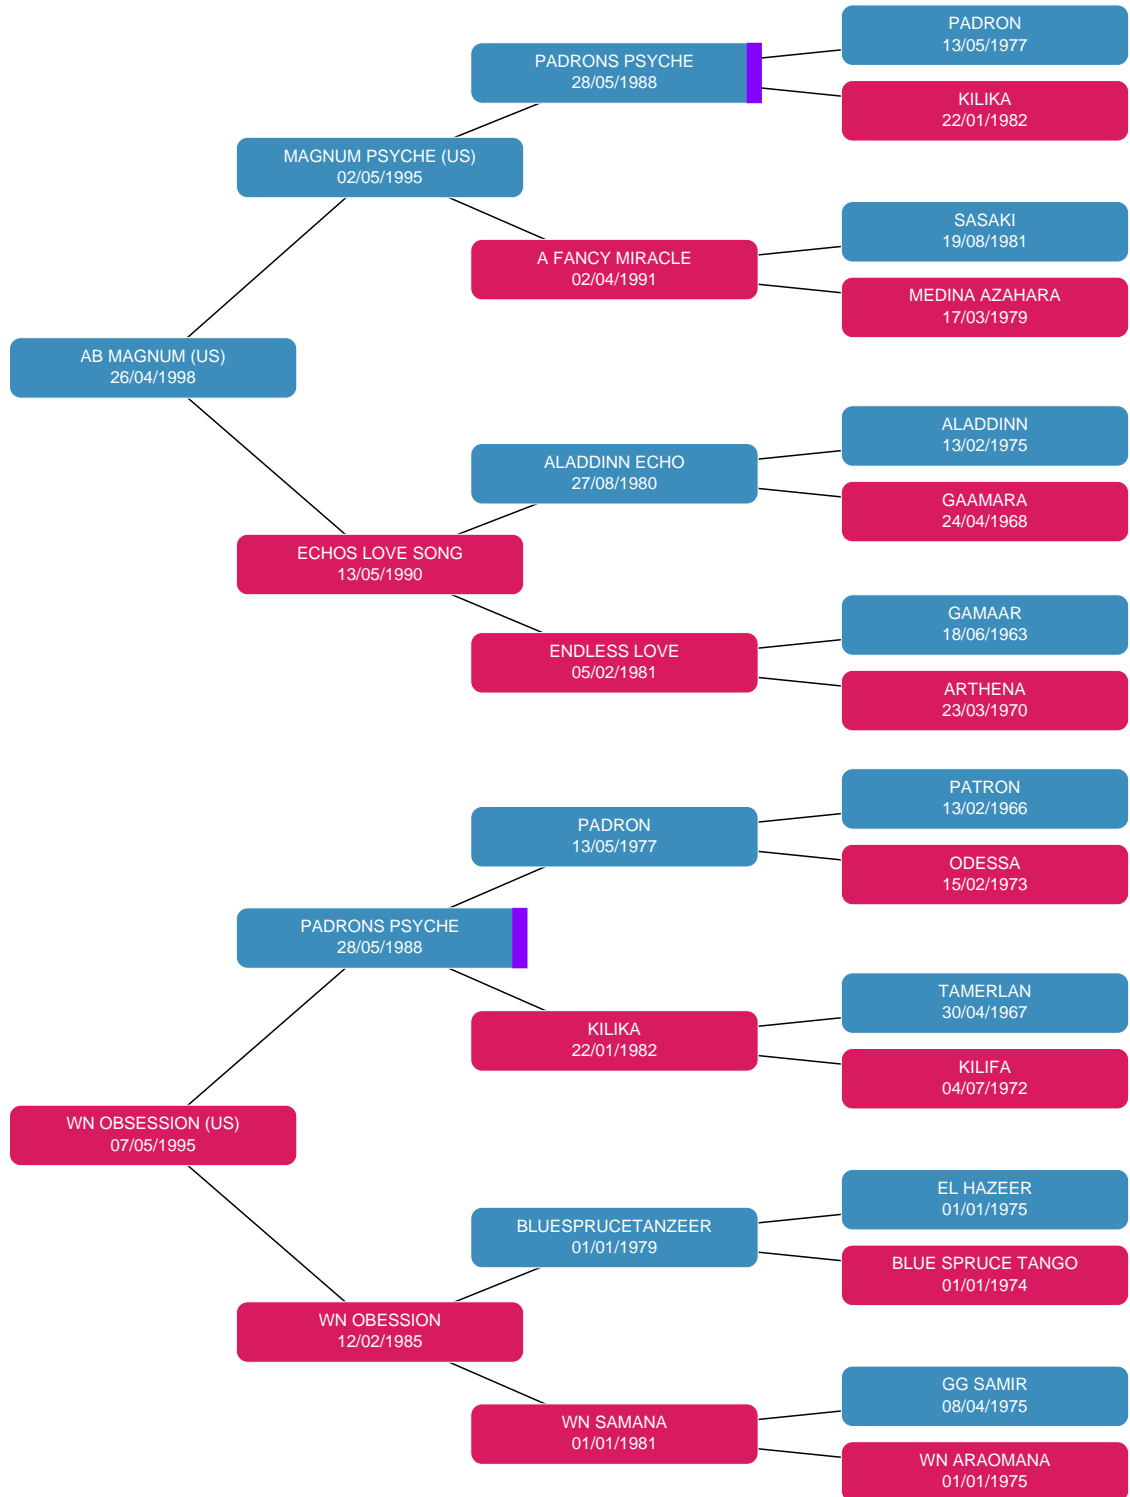 PADRON
13/05/1977
PADRONS PSYCHE
28/05/1988
KILIKA
22/01/1982
MAGNUM PSYCHE (US)
02/05/1995
SASAKI
19/08/1981
A FANCY MIRACLE
02/04/1991
MEDINA AZAHARA
17/03/1979
AB MAGNUM (US)
26/04/1998
ALADDINN
13/02/1975
ALADDINN ECHO
27/08/1980
GAAMARA
24/04/1968
ECHOS LOVE SONG
13/05/1990
GAMAAR
18/06/1963
ENDLESS LOVE
05/02/1981
ARTHENA
23/03/1970
PATRON
13/02/1966
PADRON
13/05/1977
ODESSA
15/02/1973
PADRONS PSYCHE
28/05/1988
TAMERLAN
30/04/1967
KILIKA
22/01/1982
KILIFA
04/07/1972
WN OBSESSION (US)
07/05/1995
EL HAZEER
01/01/1975
BLUESPRUCETANZEER
01/01/1979
BLUE SPRUCE TANGO
01/01/1974
WN OBESSION
12/02/1985
GG SAMIR
08/04/1975
WN SAMANA
01/01/1981
WN ARAOMANA
01/01/1975